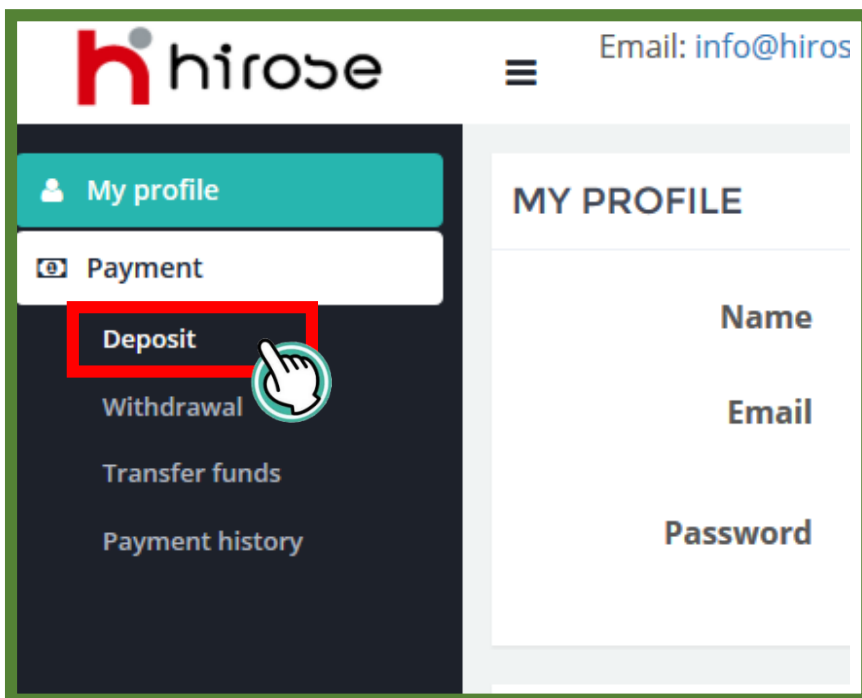 hirose
Email: info@hiros
My profile
MY PROFILE
Payment
Deposit
Name
Withdrawal
Email
Transfer funds
Password
Payment history